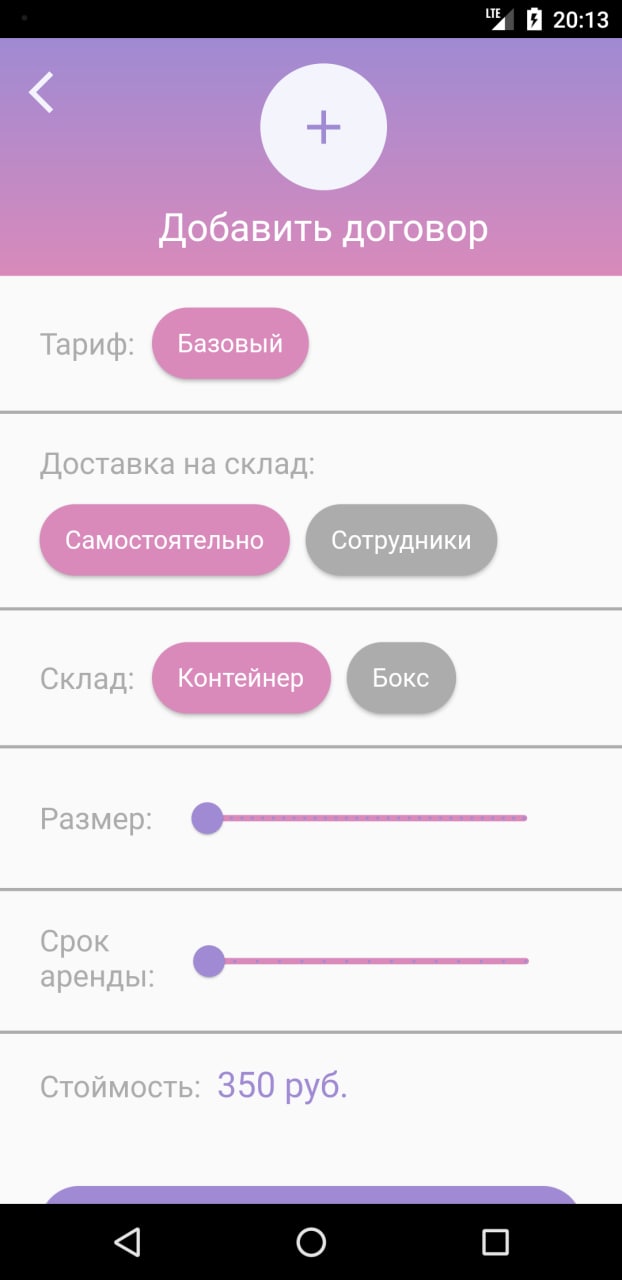 LTE 20:13
Добавить договор
Тариф: Базовый
Доставка на склад:
Самостоятельно Сотрудники
Склад: Контейнер Бокс
Размер:
Срок
аренды:
Стоймость: 350 руб.